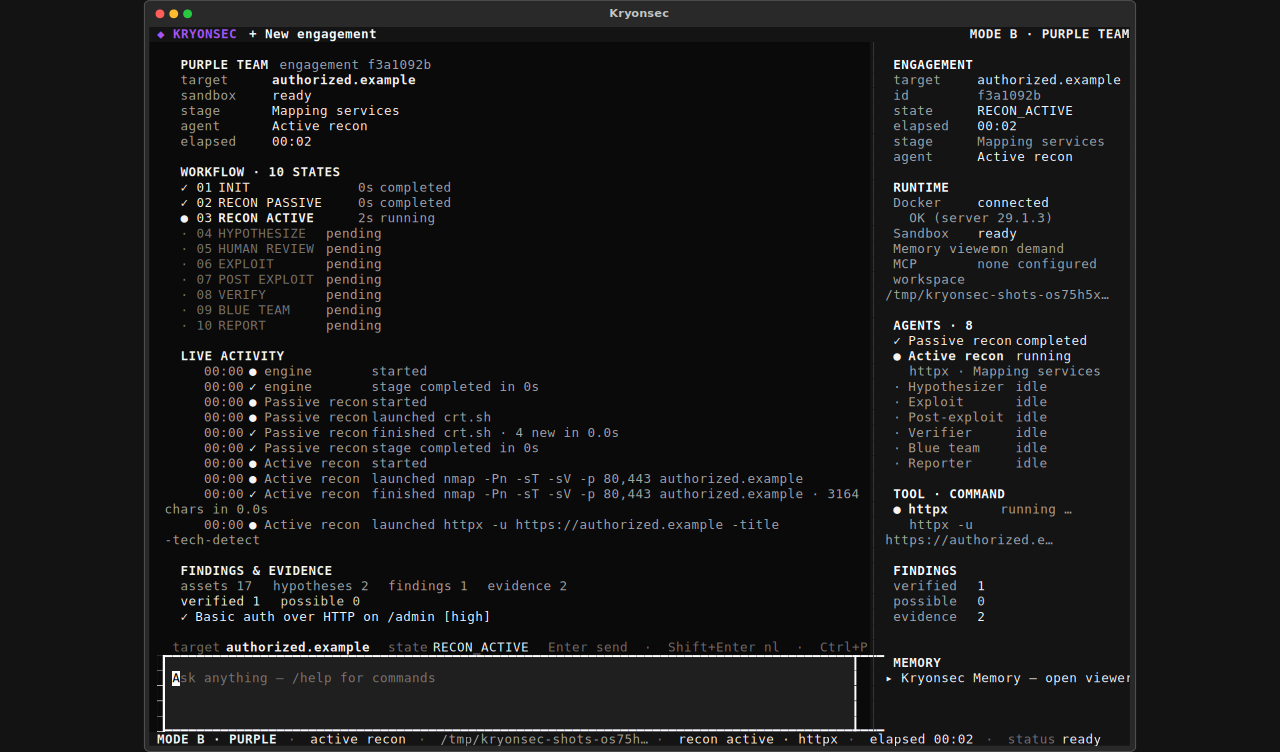 Kryonsec
◆ KRYONSEC + New engagement
MODE B · PURPLE TEAM
PURPLE TEAM engagement f3a1092b
target authorized.example
sandbox ready
stage Mapping services
agent Active recon
elapsed 00:02
WORKFLOW · 10 STATES
✓ 01 INIT 0s completed
✓ 02 RECON PASSIVE 0s completed
● 03 RECON ACTIVE 2s running
· 04 HYPOTHESIZE pending
· 05 HUMAN REVIEW pending
· 06 EXPLOIT pending
· 07 POST EXPLOIT pending
· 08 VERIFY pending
· 09 BLUE TEAM pending
· 10 REPORT pending
LIVE ACTIVITY
00:00 ● engine started
00:00 ✓ engine stage completed in 0s
00:00 ● Passive recon started
00:00 ● Passive recon launched crt.sh
00:00 ✓ Passive recon finished crt.sh · 4 new in 0.0s
00:00 ✓ Passive recon stage completed in 0s
00:00 ● Active recon started
00:00 ● Active recon launched nmap -Pn -sT -sV -p 80,443 authorized.example
00:00 ✓ Active recon finished nmap -Pn -sT -sV -p 80,443 authorized.example · 3164
chars in 0.0s
00:00 ● Active recon launched httpx -u https://authorized.example -title
-tech-detect
FINDINGS & EVIDENCE
assets 17 hypotheses 2 findings 1 evidence 2
verified 1 possible 0
✓ Basic auth over HTTP on /admin [high]
target authorized.example state RECON_ACTIVE Enter send · Shift+Enter nl · Ctrl+P
Ask anything — /help for commands
ENGAGEMENT
target authorized.example
id f3a1092b
state RECON_ACTIVE
elapsed 00:02
stage Mapping services
agent Active recon
RUNTIME
Docker connected
OK (server 29.1.3)
Sandbox ready
Memory viewer on demand
MCP none configured
workspace
/tmp/kryonsec-shots-os75h5x…
AGENTS · 8
✓ Passive recon completed
● Active recon running
httpx · Mapping services
· Hypothesizer idle
· Exploit idle
· Post-exploit idle
· Verifier idle
· Blue team idle
· Reporter idle
TOOL · COMMAND
● httpx running …
httpx -u
https://authorized.e…
FINDINGS
verified 1
possible 0
evidence 2
MEMORY
▸ Kryonsec Memory — open viewer
MODE B · PURPLE · active recon · /tmp/kryonsec-shots-os75h… · recon active · httpx · elapsed 00:02 · status ready